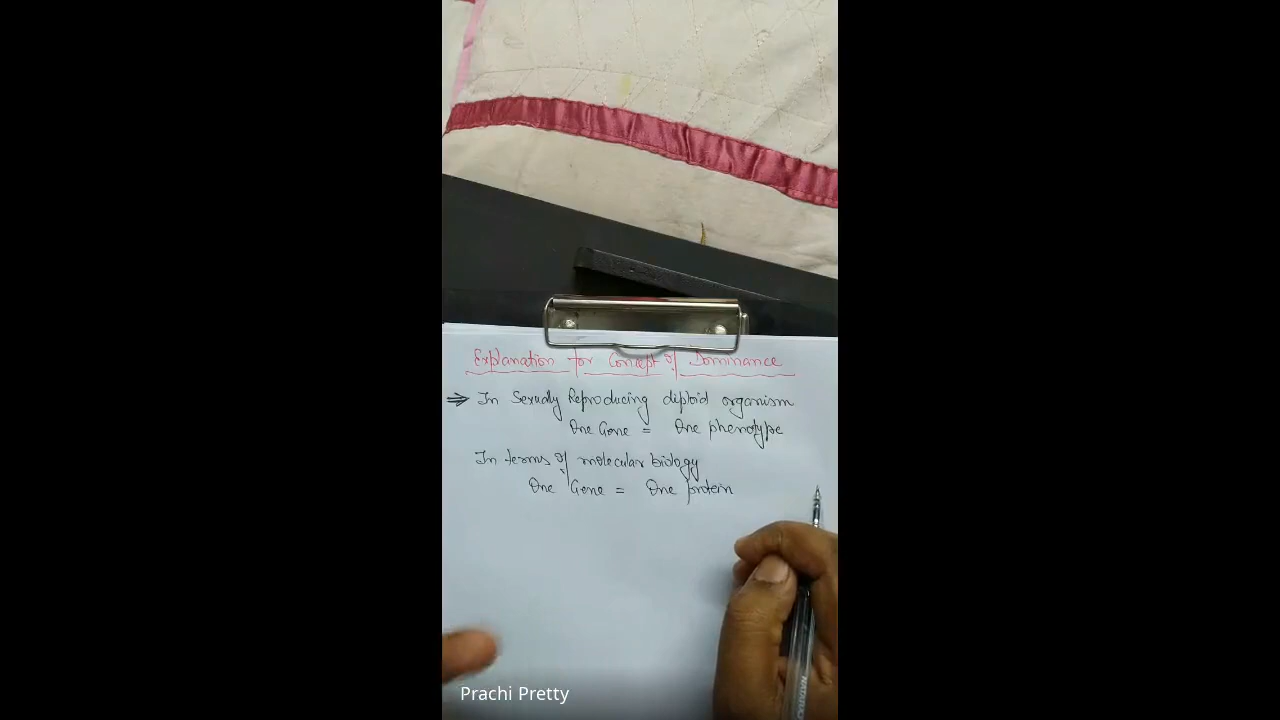 Explanation for Concept of Dominance
⇒ In Sexually Reproducing diploid organism
One Gene = One phenotype
In terms of molecular biology
One Gene = One protein
Prachi Pretty